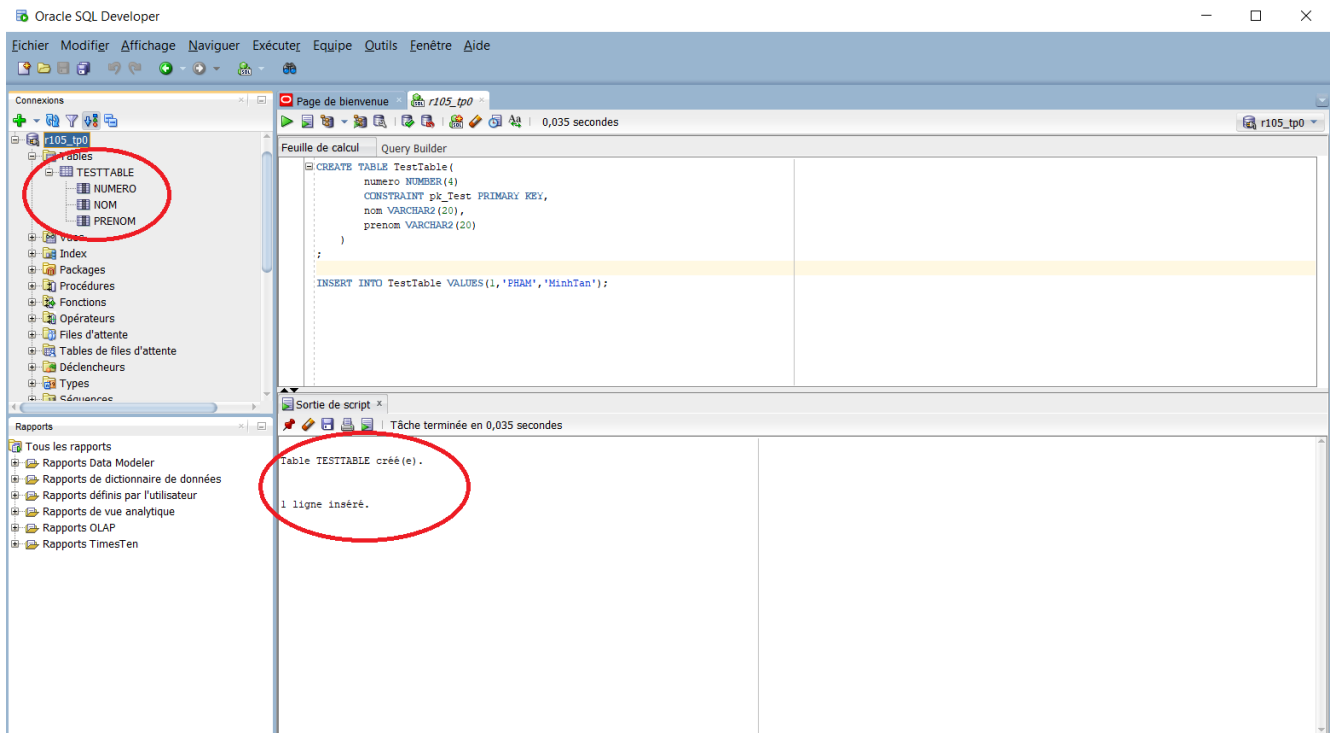 Oracle SQL Developer
Fichier Modifier Affichage Naviguer Exécuter Equipe Outils Fenêtre Aide
Connexions
r105_tp0
Tables
TESTTABLE
NUMERO
NOM
PRENOM
Vues
Index
Packages
Procédures
Fonctions
Opérateurs
Files d'attente
Tables de files d'attente
Déclencheurs
Types
Séquences
Rapports
Tous les rapports
Rapports Data Modeler
Rapports de dictionnaire de données
Rapports définis par l'utilisateur
Rapports de vue analytique
Rapports OLAP
Rapports TimesTen
Page de bienvenue r105_tp0
0,035 secondes r105_tp0
Feuille de calcul Query Builder
CREATE TABLE TestTable(
numero NUMBER(4)
CONSTRAINT pk_Test PRIMARY KEY,
nom VARCHAR2(20),
prenom VARCHAR2(20)
)
;
INSERT INTO TestTable VALUES(1,'PHAM','MinhTan');
Sortie de script
Tâche terminée en 0,035 secondes
Table TESTTABLE créé(e).
1 ligne inséré.